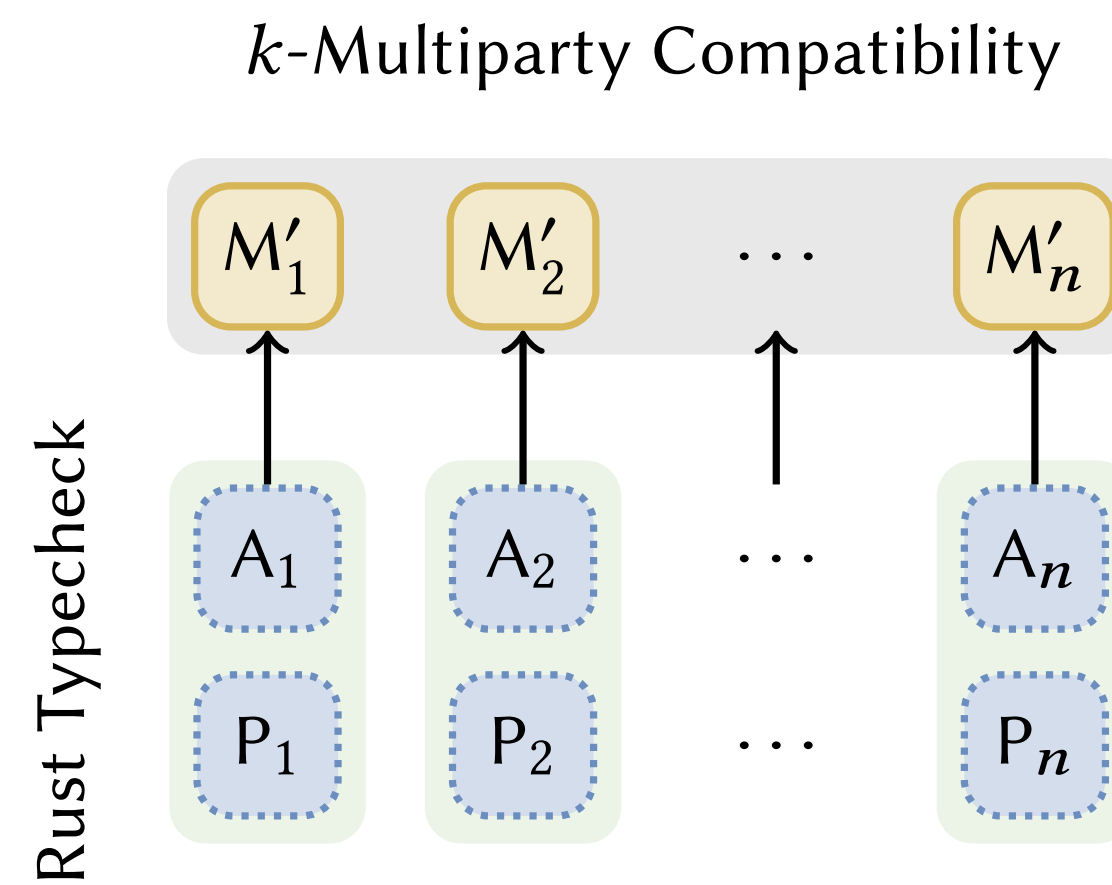 k-Multiparty Compatibility
M′1 M′2 ... M′n
Rust Typecheck
A1 A2 ... An
P1 P2 ... Pn